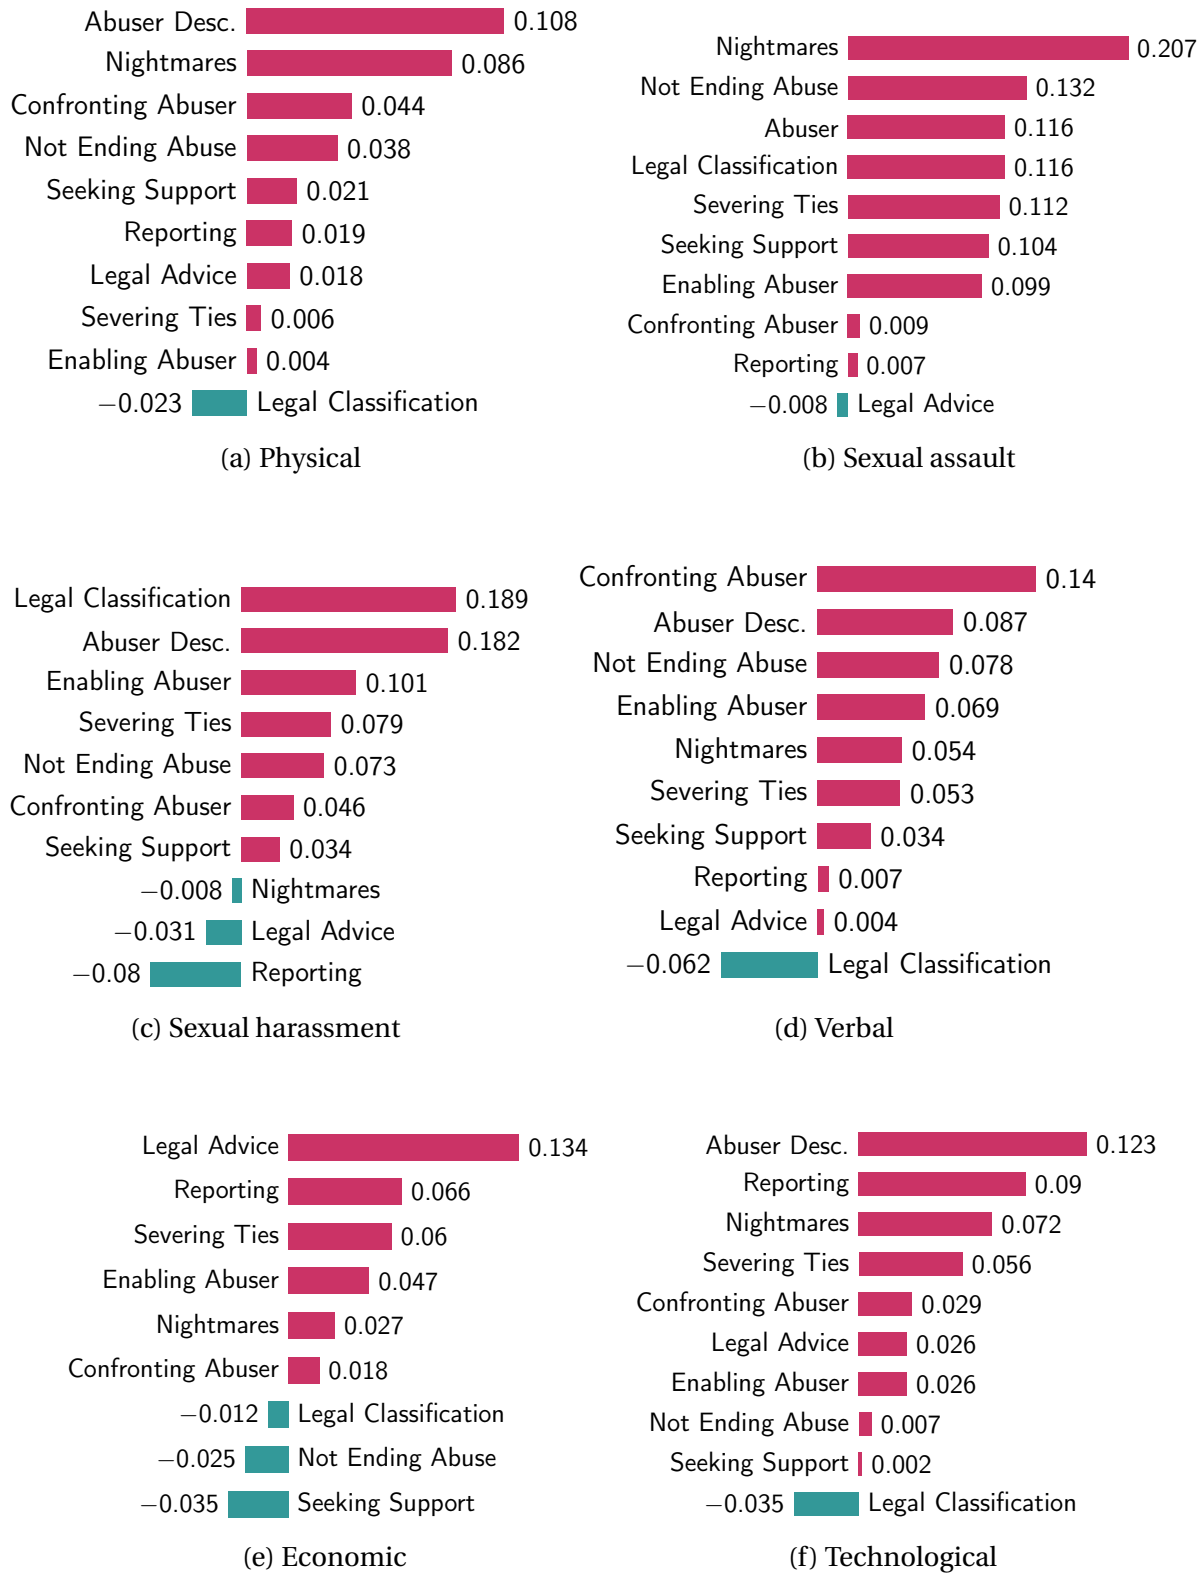 Abuser Desc. 0.108
Nightmares 0.086
Confronting Abuser 0.044
Not Ending Abuse 0.038
Seeking Support 0.021
Reporting 0.019
Legal Advice 0.018
Severing Ties 0.006
Enabling Abuser 0.004
−0.023 Legal Classification
(a) Physical
Nightmares 0.207
Not Ending Abuse 0.132
Abuser 0.116
Legal Classification 0.116
Severing Ties 0.112
Seeking Support 0.104
Enabling Abuser 0.099
Confronting Abuser 0.009
Reporting 0.007
−0.008 Legal Advice
(b) Sexual assault
Legal Classification 0.189
Abuser Desc. 0.182
Enabling Abuser 0.101
Severing Ties 0.079
Not Ending Abuse 0.073
Confronting Abuser 0.046
Seeking Support 0.034
−0.008 Nightmares
−0.031 Legal Advice
−0.08 Reporting
(c) Sexual harassment
Confronting Abuser 0.14
Abuser Desc. 0.087
Not Ending Abuse 0.078
Enabling Abuser 0.069
Nightmares 0.054
Severing Ties 0.053
Seeking Support 0.034
Reporting 0.007
Legal Advice 0.004
−0.062 Legal Classification
(d) Verbal
Legal Advice 0.134
Reporting 0.066
Severing Ties 0.06
Enabling Abuser 0.047
Nightmares 0.027
Confronting Abuser 0.018
−0.012 Legal Classification
−0.025 Not Ending Abuse
−0.035 Seeking Support
(e) Economic
Abuser Desc. 0.123
Reporting 0.09
Nightmares 0.072
Severing Ties 0.056
Confronting Abuser 0.029
Legal Advice 0.026
Enabling Abuser 0.026
Not Ending Abuse 0.007
Seeking Support 0.002
−0.035 Legal Classification
(f) Technological